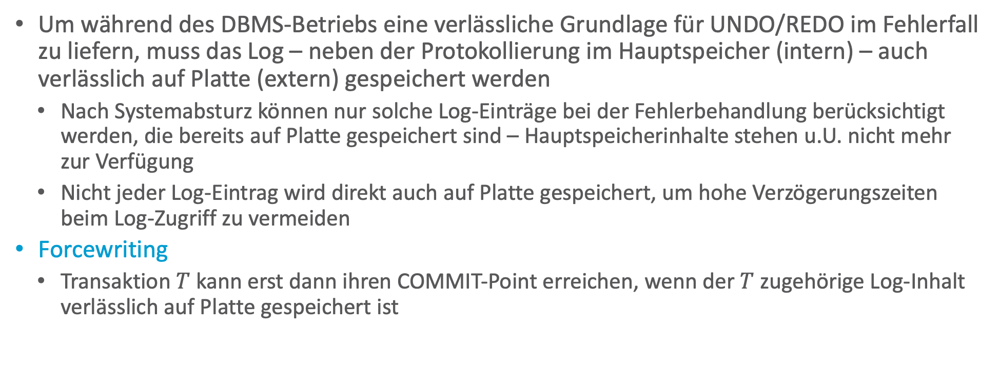 • Um während des DBMS-Betriebs eine verlässliche Grundlage für UNDO/REDO im Fehlerfall
zu liefern, muss das Log – neben der Protokollierung im Hauptspeicher (intern) – auch
verlässlich auf Platte (extern) gespeichert werden
• Nach Systemabsturz können nur solche Log-Einträge bei der Fehlerbehandlung berücksichtigt
werden, die bereits auf Platte gespeichert sind – Hauptspeicherinhalte stehen u.U. nicht mehr
zur Verfügung
• Nicht jeder Log-Eintrag wird direkt auch auf Platte gespeichert, um hohe Verzögerungszeiten
beim Log-Zugriff zu vermeiden
• Forcewriting
• Transaktion T kann erst dann ihren COMMIT-Point erreichen, wenn der T zugehörige Log-Inhalt
verlässlich auf Platte gespeichert ist